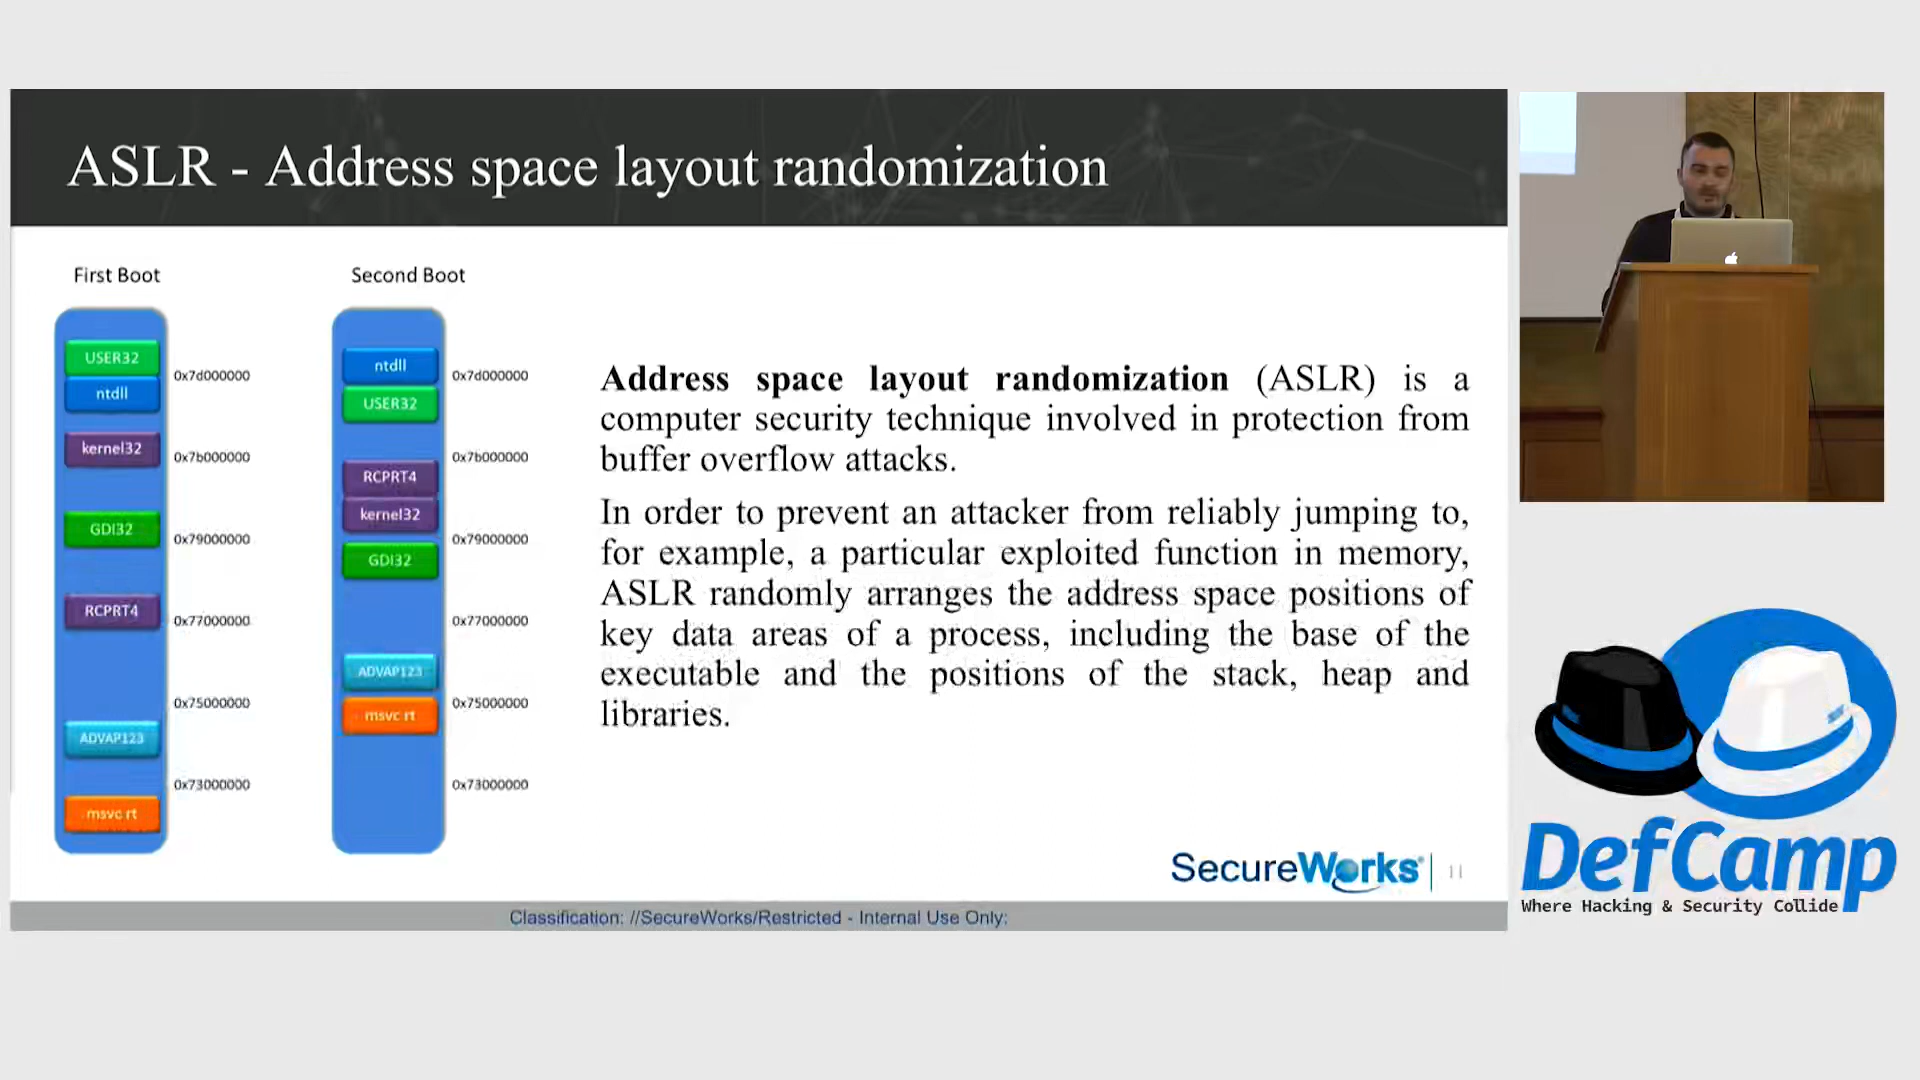 ASLR - Address space layout randomization
First Boot
USER32
ntdll
kernel32
GDI32
RCPRT4
ADVAP123
msvc rt
0x7d000000
0x7b000000
0x79000000
0x77000000
0x75000000
0x73000000
Second Boot
ntdll
USER32
RCPRT4
kernel32
GDI32
ADVAP123
msvc rt
0x7d000000
0x7b000000
0x79000000
0x77000000
0x75000000
0x73000000
Address space layout randomization (ASLR) is a
computer security technique involved in protection from
buffer overflow attacks.
In order to prevent an attacker from reliably jumping to,
for example, a particular exploited function in memory,
ASLR randomly arranges the address space positions of
key data areas of a process, including the base of the
executable and the positions of the stack, heap and
libraries.
SecureWorks
11
Classification: //SecureWorks/Restricted - Internal Use Only:
DefCamp
Where Hacking & Security Collide